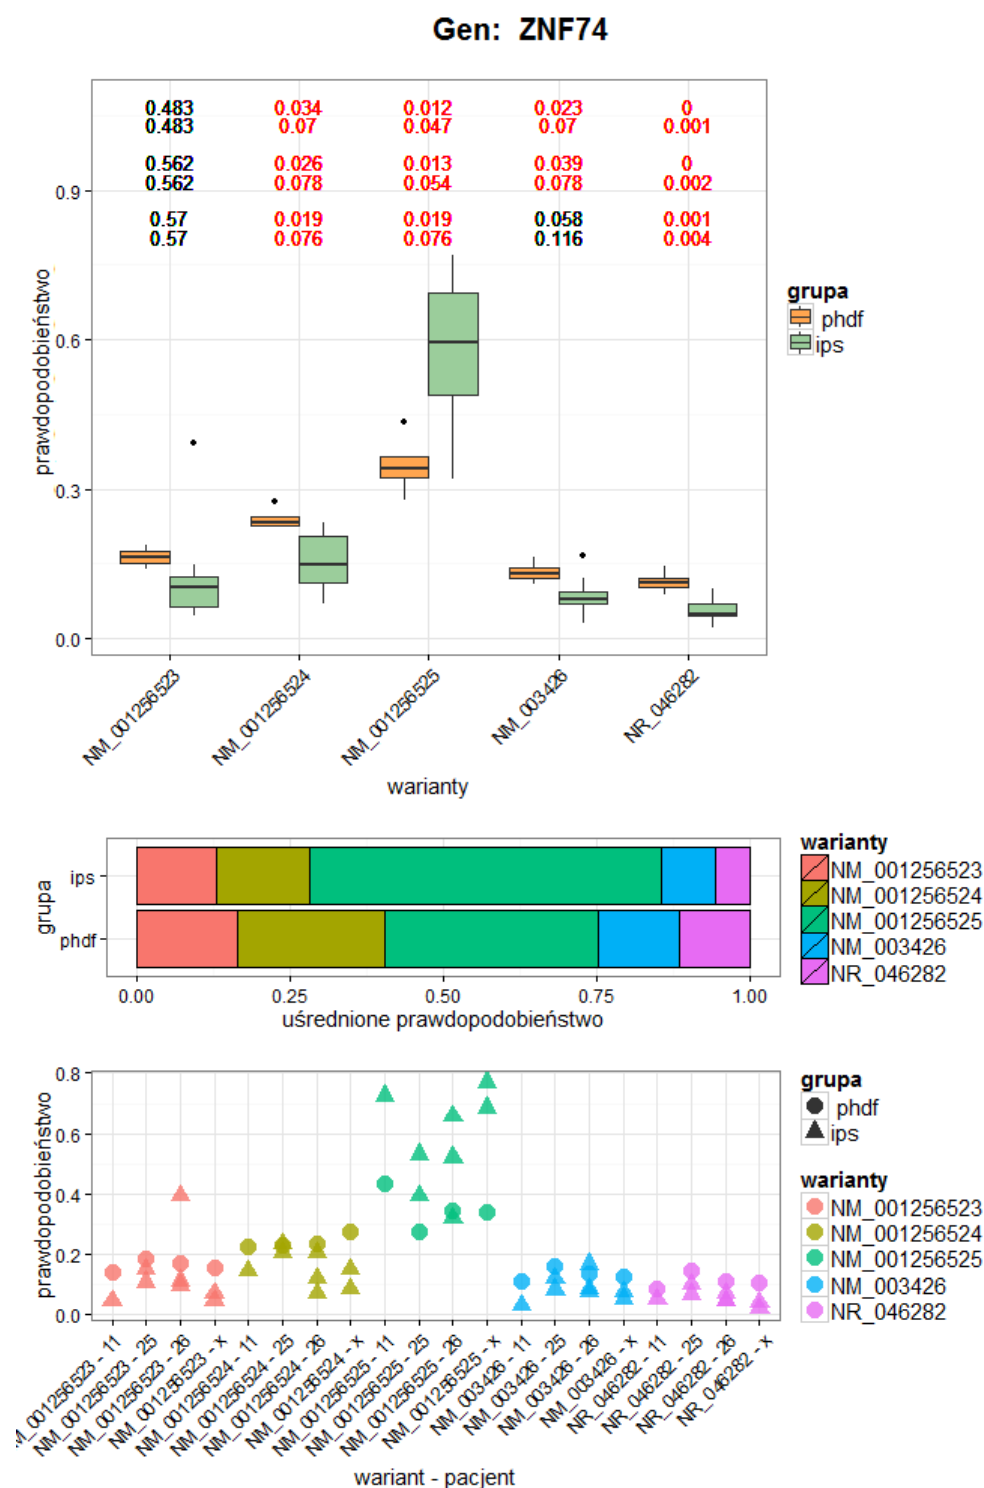 Gen: ZNF74
0.483 0.034 0.012 0.023 0
0.483 0.07 0.047 0.07 0.001
0.562 0.026 0.013 0.039 0
0.562 0.078 0.054 0.078 0.002
0.57 0.019 0.019 0.058 0.001
0.57 0.076 0.076 0.116 0.004
prawdopodobieństwo
0.9
0.6
0.3
0.0
NM_001256523 NM_001256524 NM_001256525 NM_003426 NR_046282
warianty
grupa
phdf
ips
grupa
ips
phdf
0.00 0.25 0.50 0.75 1.00
uśrednione prawdopodobieństwo
warianty
NM_001256523
NM_001256524
NM_001256525
NM_003426
NR_046282
prawdopodobieństwo
0.8
0.6
0.4
0.2
0.0
M_001256523 - 11 NM_001256523 - 25 NM_001256523 - 26 NM_001256523 - x NM_001256524 - 11 NM_001256524 - 25 NM_001256524 - 26 NM_001256524 - x NM_001256525 - 11 NM_001256525 - 25 NM_001256525 - 26 NM_001256525 - x NM_003426 - 11 NM_003426 - 25 NM_003426 - 26 NM_003426 - x NR_046282 - 11 NR_046282 - 25 NR_046282 - 26 NR_046282 - x
wariant - pacjent
grupa
phdf
ips
warianty
NM_001256523
NM_001256524
NM_001256525
NM_003426
NR_046282